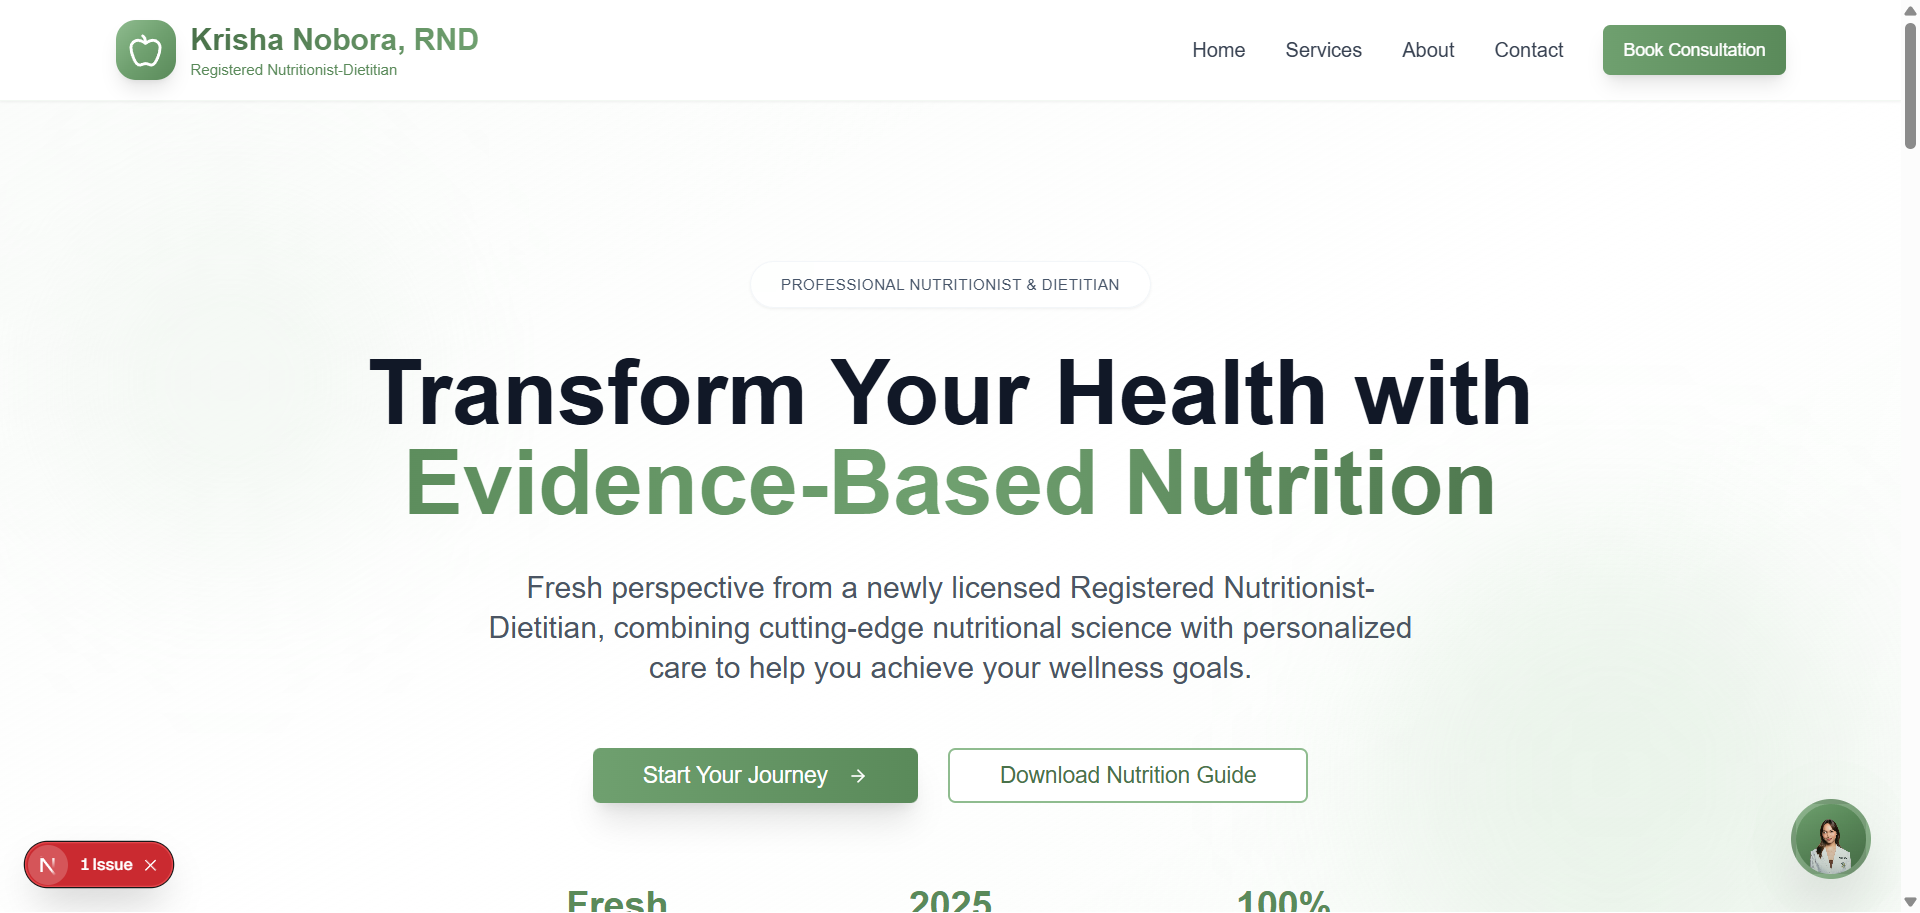 Krisha Nobora, RND
Registered Nutritionist-Dietitian
Home
Services
About
Contact
Book Consultation
PROFESSIONAL NUTRITIONIST & DIETITIAN
Transform Your Health with
Evidence-Based Nutrition
Fresh perspective from a newly licensed Registered Nutritionist-
Dietitian, combining cutting-edge nutritional science with personalized
care to help you achieve your wellness goals.
Start Your Journey
Download Nutrition Guide
Fresh
2025
100%
N
1 Issue